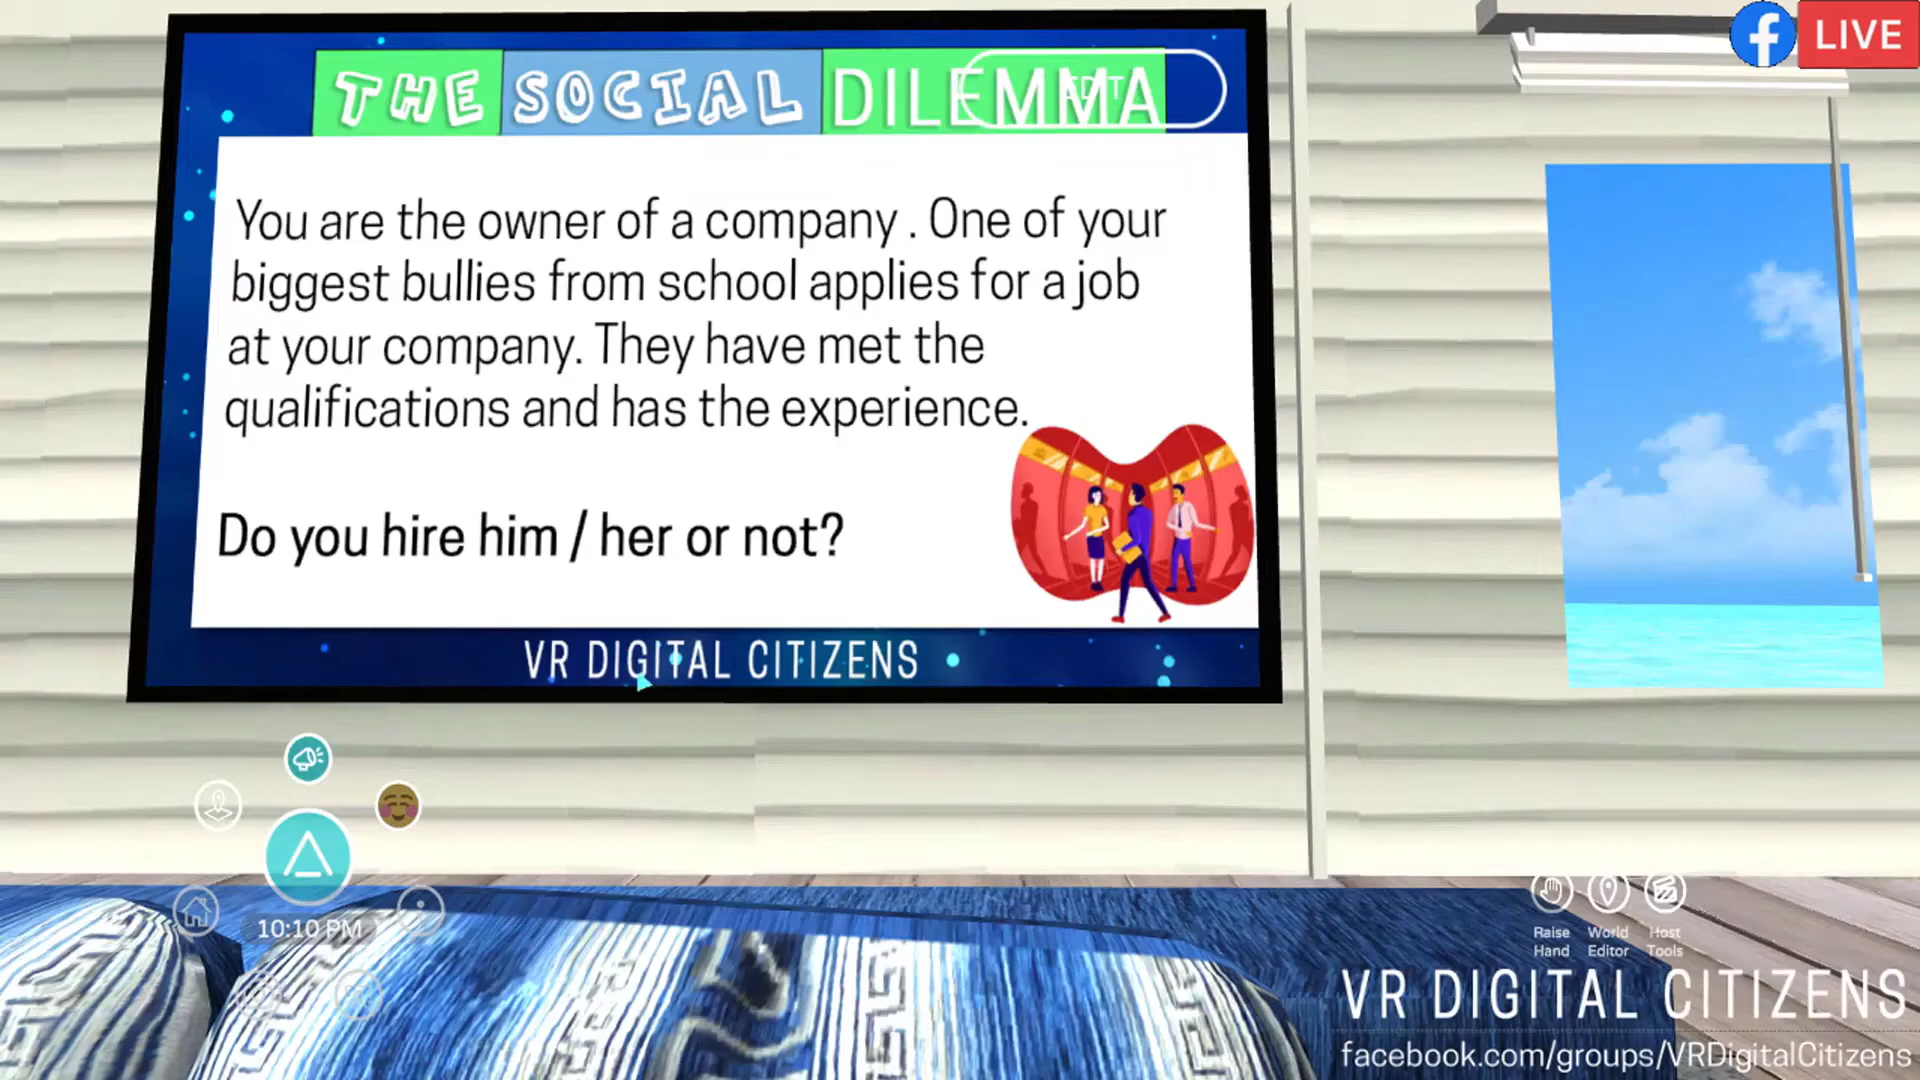 LIVE
THE SOCIAL DILEMMA
EDIT
You are the owner of a company . One of your
biggest bullies from school applies for a job
at your company. They have met the
qualifications and has the experience.
Do you hire him / her or not?
VR DIGITAL CITIZENS
10:10 PM
Raise Hand
World Editor
Host Tools
VR DIGITAL CITIZENS
facebook.com/groups/VRDigitalCitizens